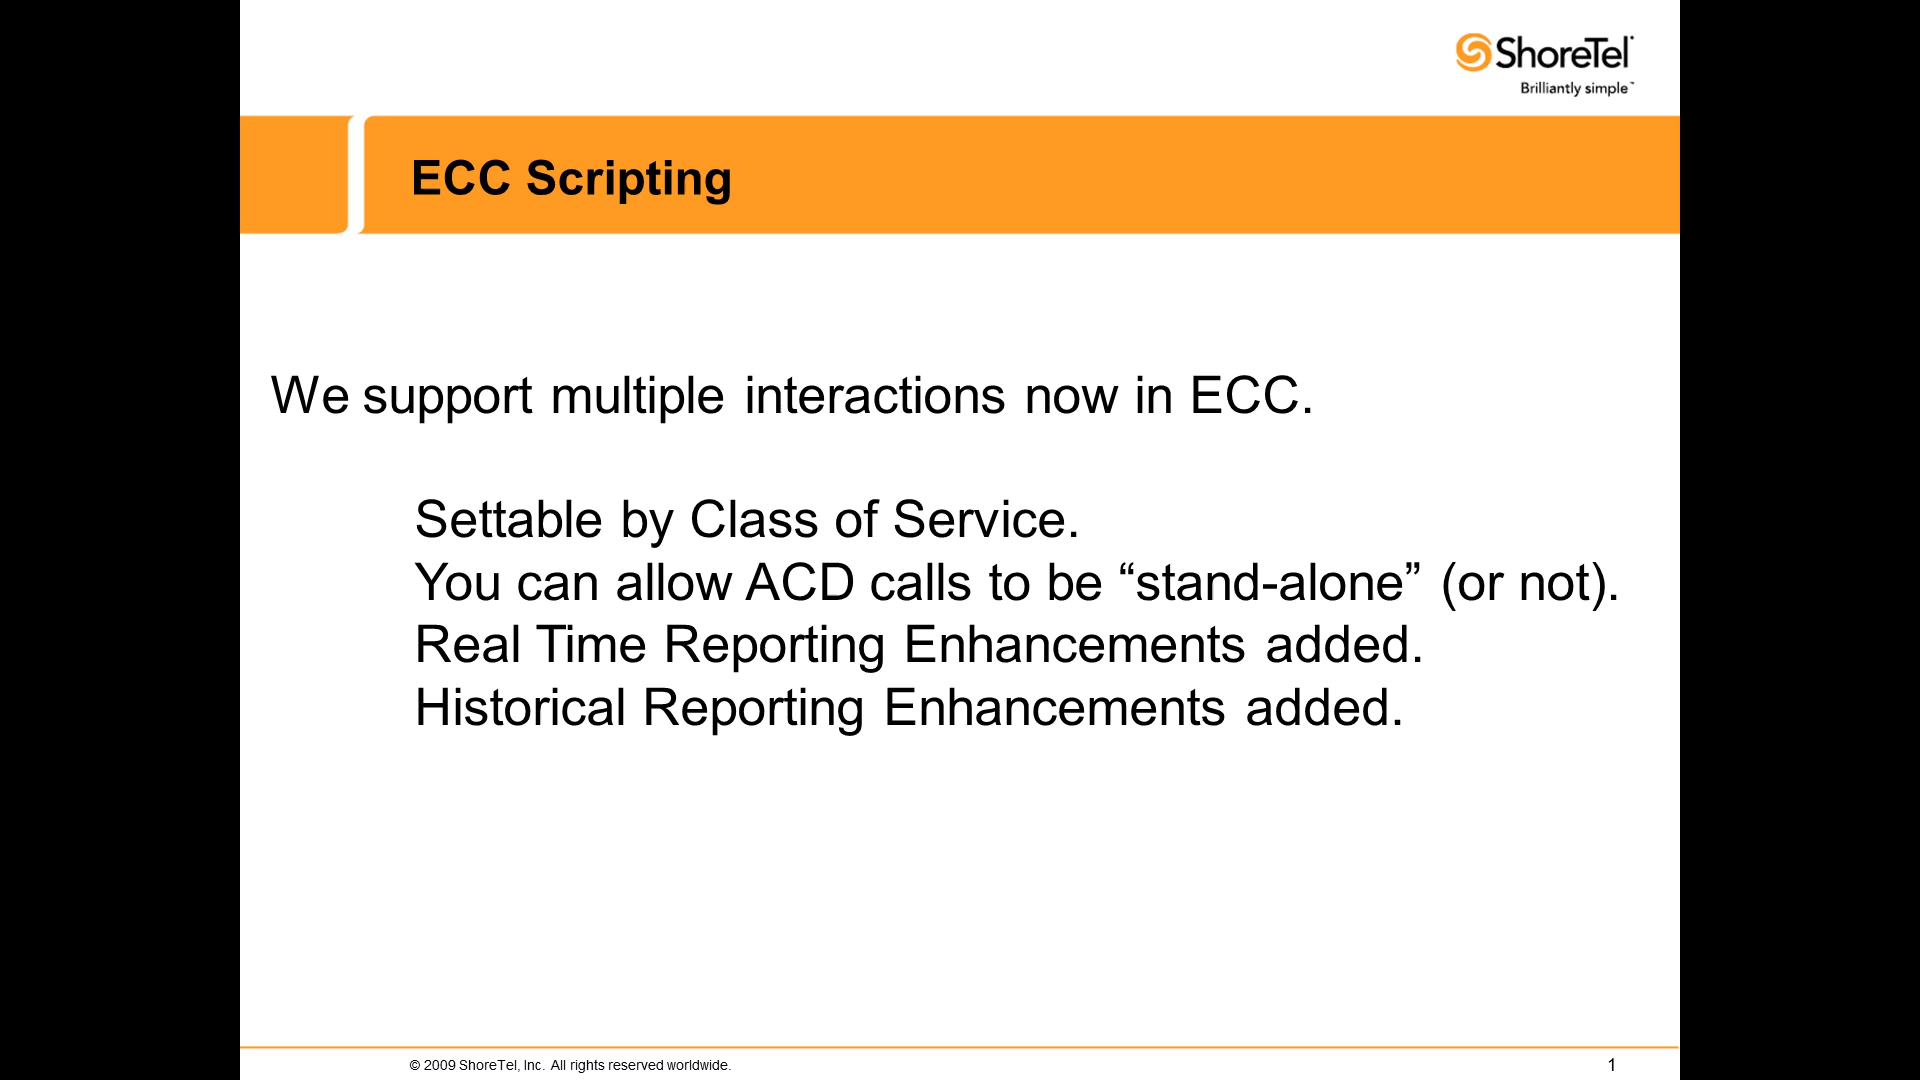 ShoreTel
Brilliantly simple™
ECC Scripting
We support multiple interactions now in ECC.
Settable by Class of Service.
You can allow ACD calls to be “stand-alone” (or not).
Real Time Reporting Enhancements added.
Historical Reporting Enhancements added.
© 2009 ShoreTel, Inc. All rights reserved worldwide.
1